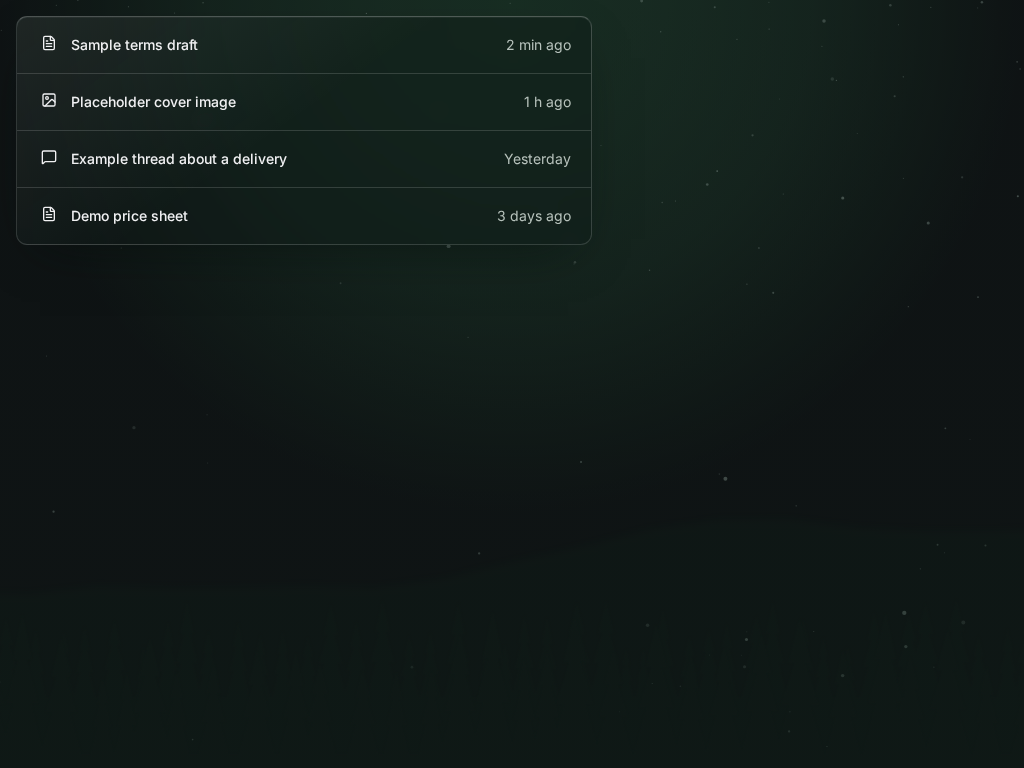 Sample terms draft 2 min ago
Placeholder cover image 1 h ago
Example thread about a delivery Yesterday
Demo price sheet 3 days ago